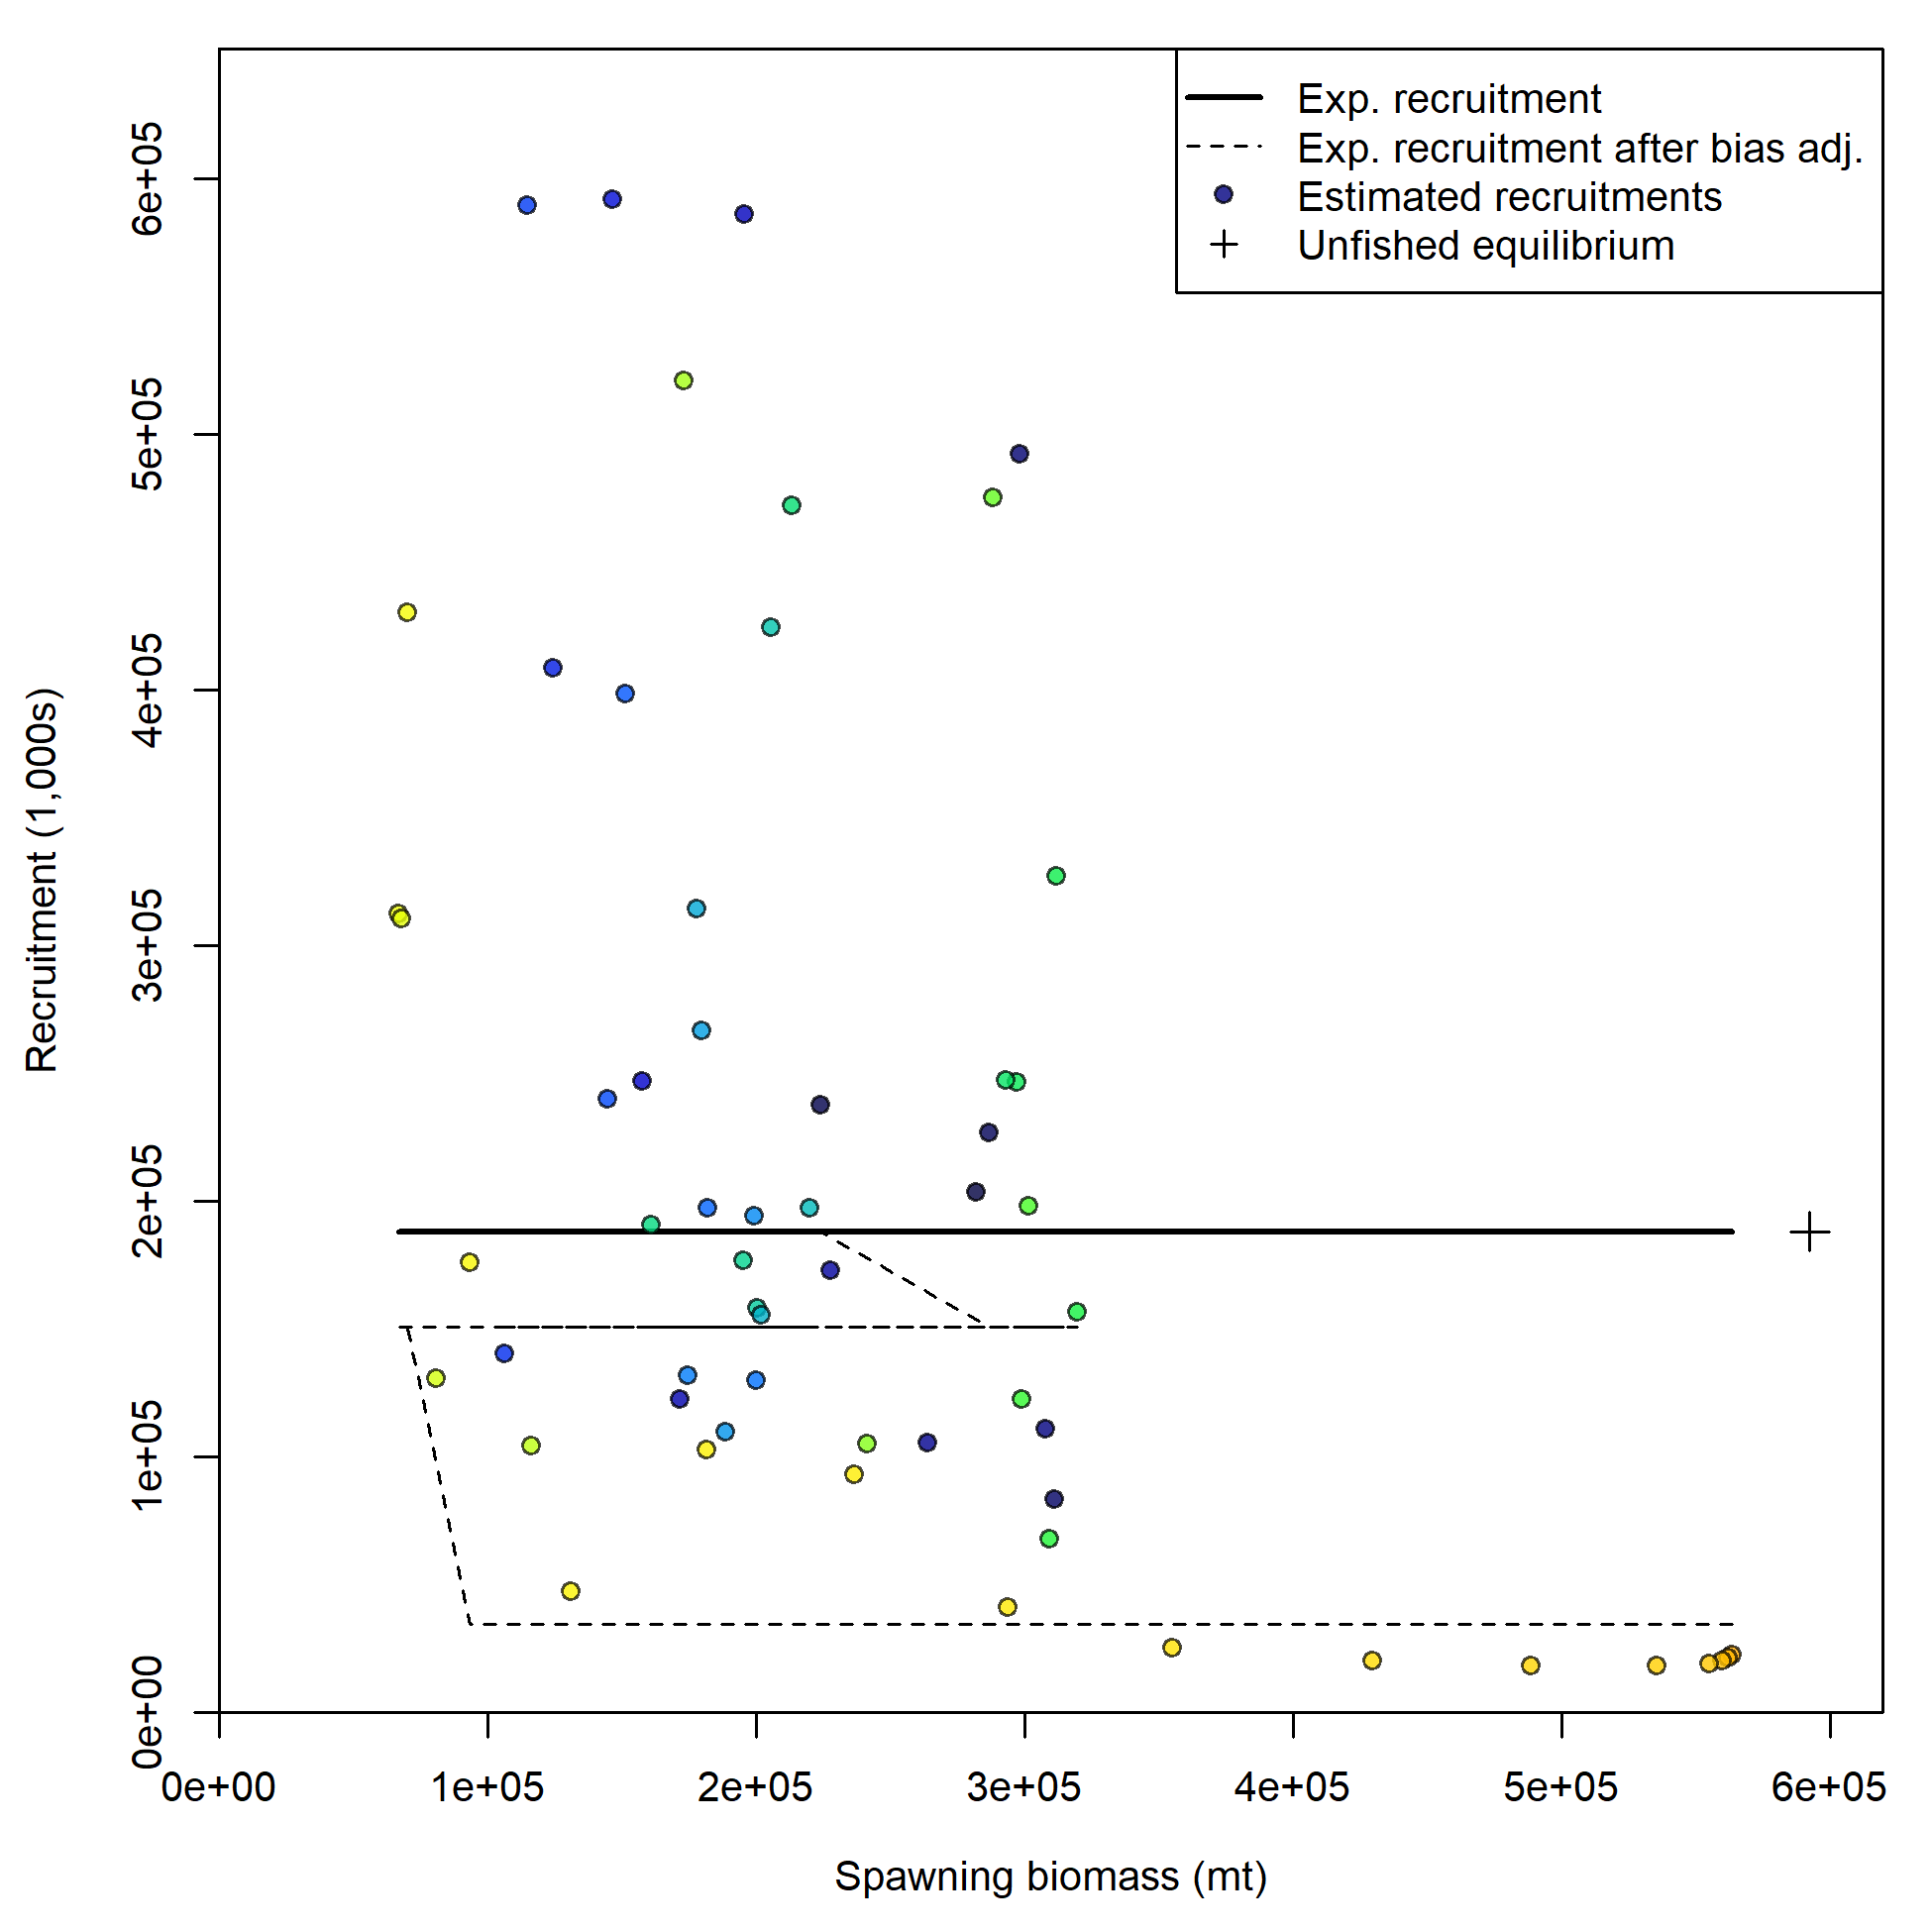 Exp. recruitment
Exp. recruitment after bias adj.
Estimated recruitments
Unfished equilibrium
6e+05
5e+05
4e+05
3e+05
2e+05
1e+05
0e+00
Recruitment (1,000s)
0e+00 1e+05 2e+05 3e+05 4e+05 5e+05 6e+05
Spawning biomass (mt)